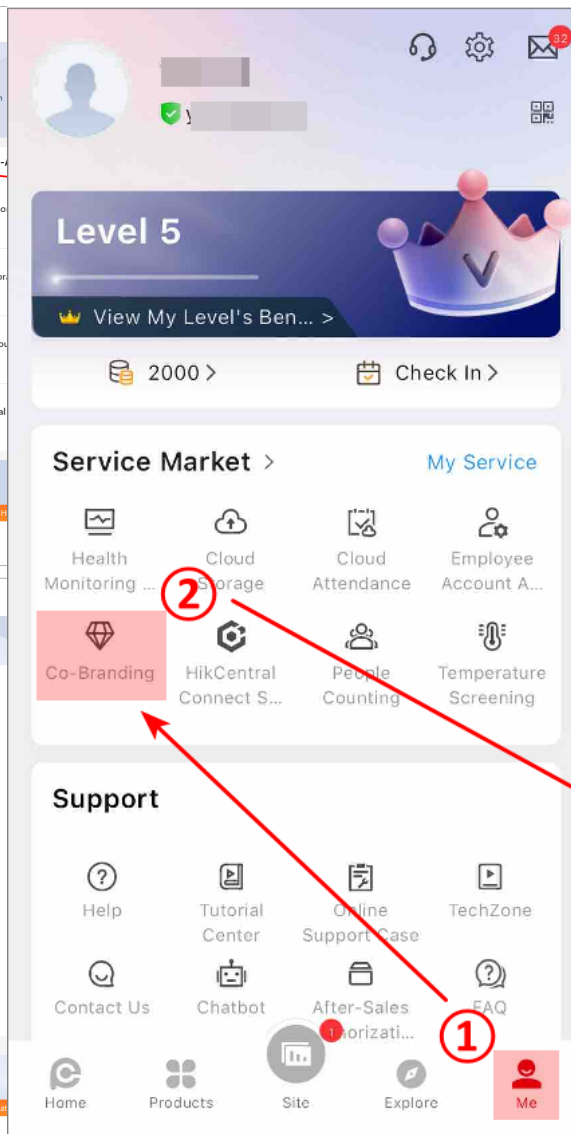 32
Level 5
V
View My Level's Ben... >
2000 >
Check In >
Service Market >
My Service
Health
Monitoring ...
Cloud
Storage
Cloud
Attendance
Employee
Account A...
②
Co-Branding
HikCentral
Connect S...
People
Counting
Temperature
Screening
Support
Help
Tutorial
Center
Online
Support Case
TechZone
Contact Us
Chatbot
After-Sales
FAQ
①
1
Home
Products
Site
Explore
Me